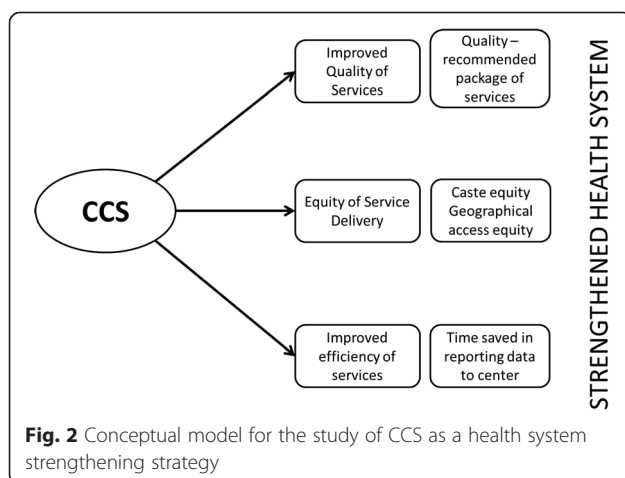 Improved
Quality of
Services
Quality –
recommended
package of
services
CCS
Equity of Service
Delivery
Caste equity
Geographical
access equity
Improved
efficiency of
services
Time saved in
reporting data
to center
STRENGTHENED HEALTH SYSTEM
Fig. 2 Conceptual model for the study of CCS as a health system
strengthening strategy